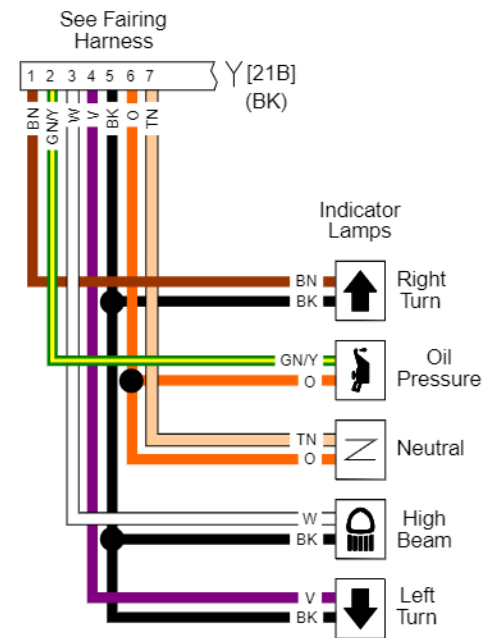 See Fairing
Harness
1 2 3 4 5 6 7
[21B]
(BK)
BN GN/Y W V BK O TN
Indicator
Lamps
BN
BK
Right
Turn
GN/Y
O
Oil
Pressure
TN
O
Neutral
W
BK
High
Beam
V
BK
Left
Turn